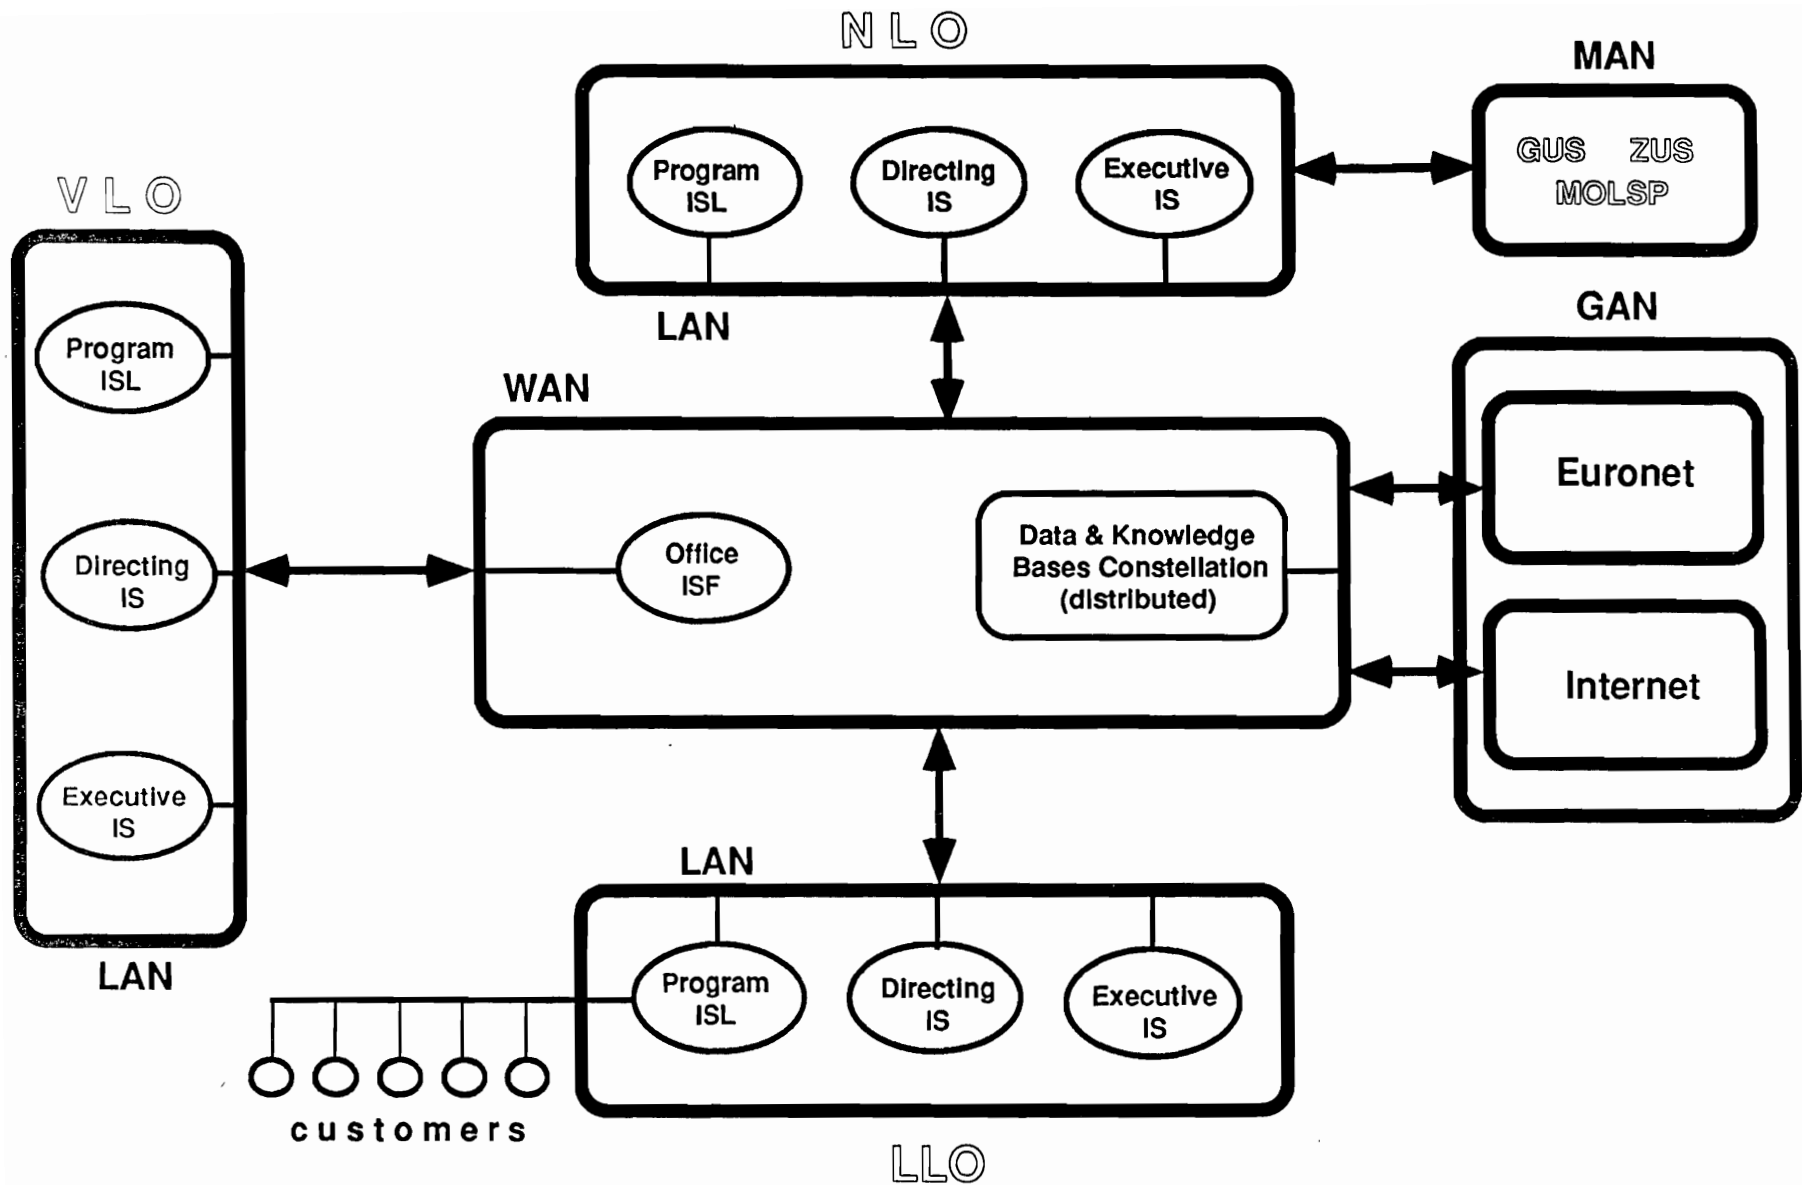 N L O
MAN
Program
ISL
Directing
IS
Executive
IS
GUS ZUS
MOLSP
V L O
LAN
GAN
Program
ISL
WAN
Euronet
Office
ISF
Data & Knowledge
Bases Constellation
(distributed)
Directing
IS
Internet
Executive
IS
LAN
LAN
Program
ISL
Directing
IS
Executive
IS
customers
LLO